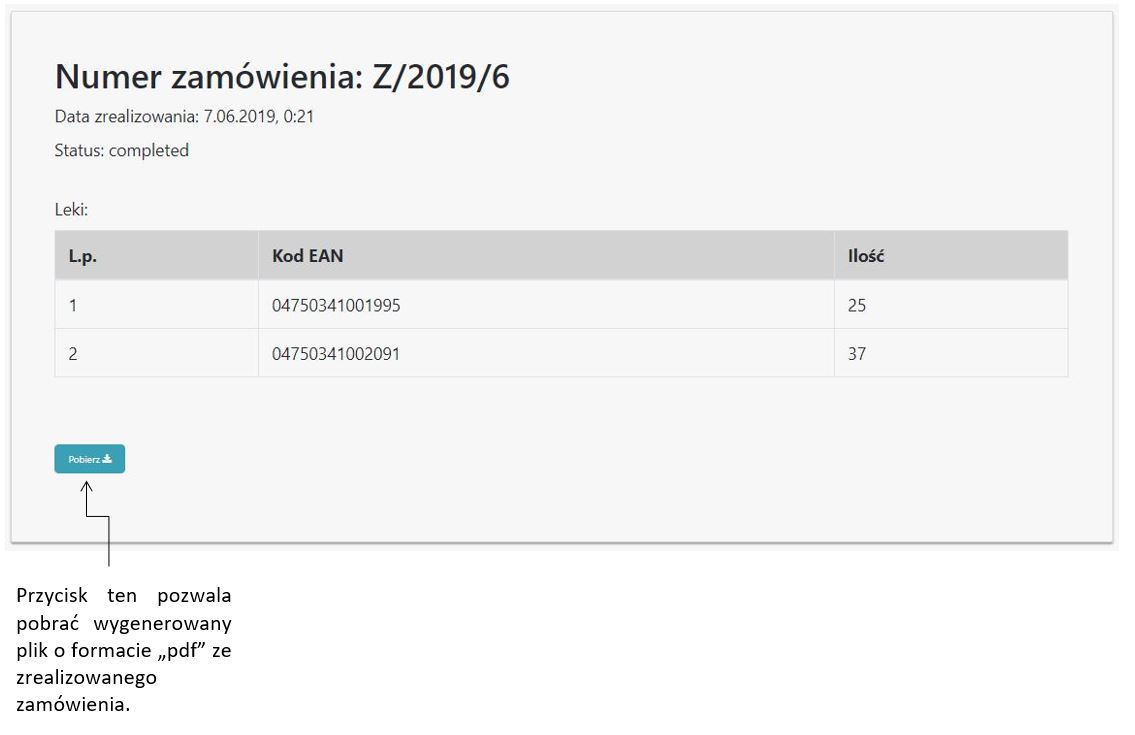 Numer zamówienia: Z/2019/6
Data zrealizowania: 7.06.2019, 0:21
Status: completed
Leki:
L.p. Kod EAN Ilość
1 04750341001995 25
2 04750341002091 37
Pobierz
Przycisk ten pozwala
pobrać wygenerowany
plik o formacie „pdf” ze
zrealizowanego
zamówienia.